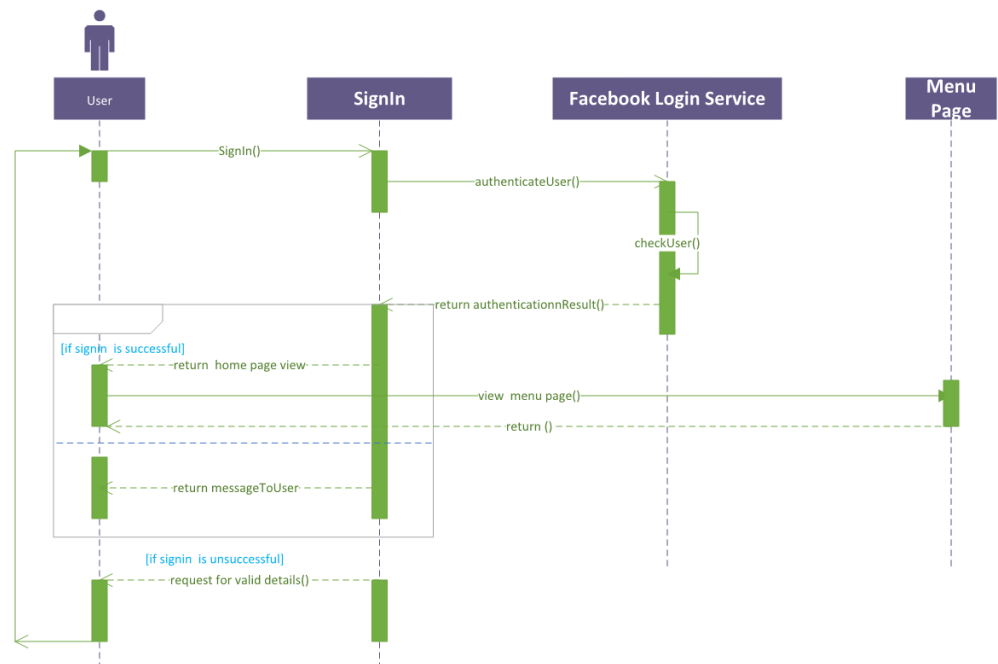 User
SignIn
Facebook Login Service
Menu
Page
SignIn()
authenticateUser()
checkUser()
return authenticationnResult()
[if signin  is successful]
return  home page view
view  menu page()
return ()
return messageToUser
[if signin  is unsuccessful]
request for valid details()